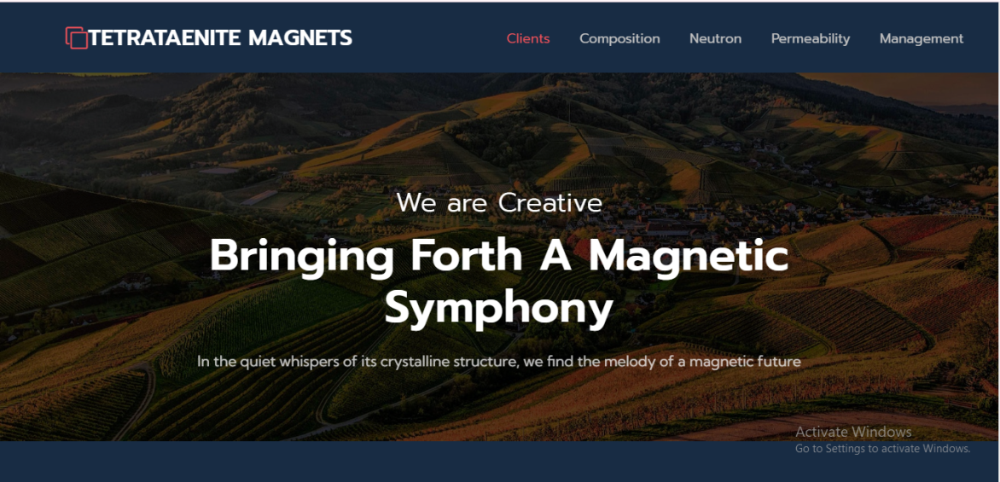 TETRATAENITE MAGNETS
Clients Composition Neutron Permeability Management
We are Creative
Bringing Forth A Magnetic
Symphony
In the quiet whispers of its crystalline structure, we find the melody of a magnetic future
Activate Windows
Go to Settings to activate Windows.